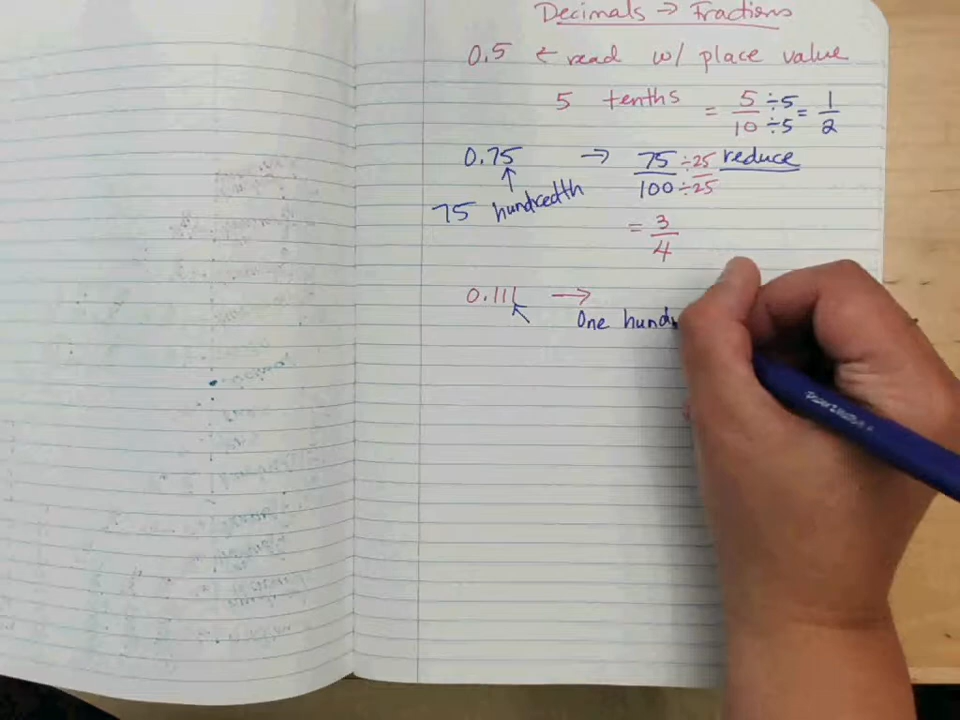 Decimals → Fractions
0.5 ← read w/ place value
5 tenths = 5/10 ÷5/÷5 = 1/2
0.75 → 75/100 ÷25/÷25 reduce
75 hundredth
= 3/4
0.111 →
One hund